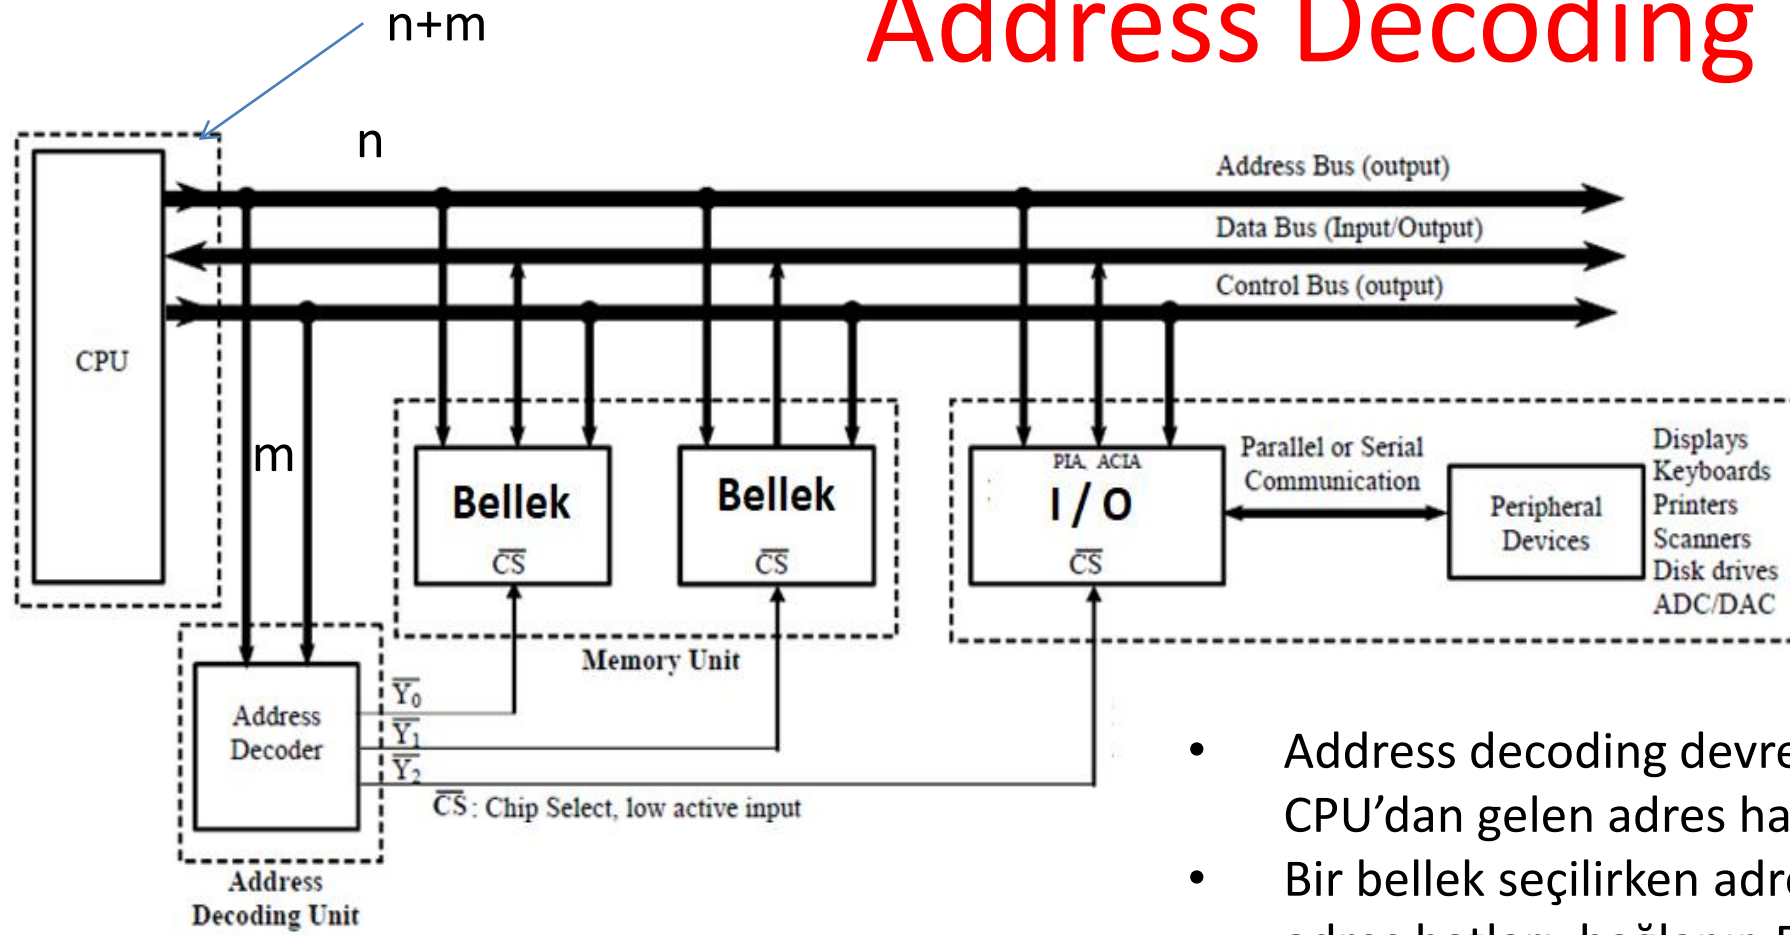 n+m
Address Decoding
n
Address Bus (output)
Data Bus (Input/Output)
Control Bus (output)
CPU
m
Bellek
CS
Bellek
CS
PIA, ACIA
I/O
CS
Parallel or Serial
Communication
Peripheral
Devices
Displays
Keyboards
Printers
Scanners
Disk drives
ADC/DAC
Memory Unit
Address
Decoder
Y0
Y1
Y2
CS: Chip Select, low active input
Address
Decoding Unit
• Address decoding devre
CPU’dan gelen adres ha
• Bir bellek seçilirken adre